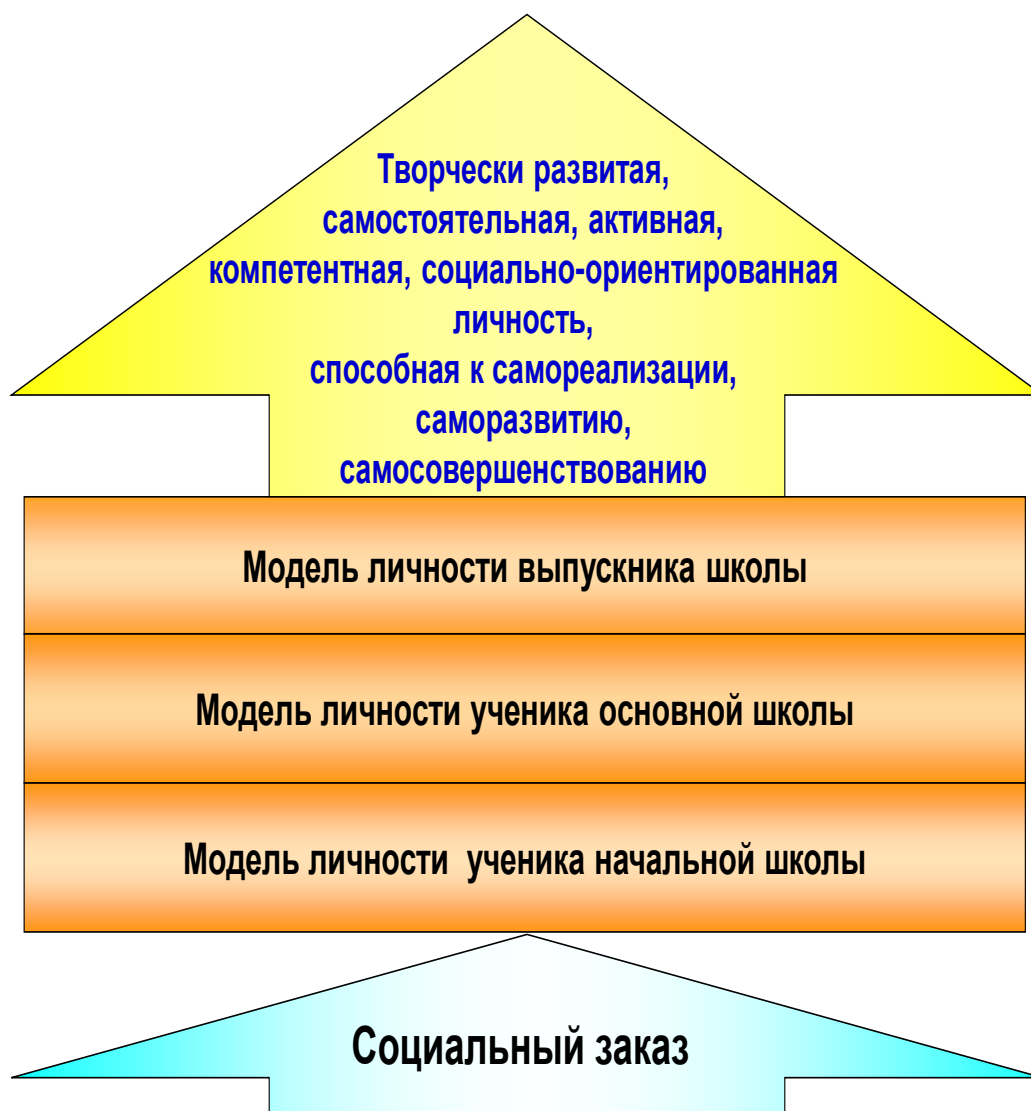 Творчески развитая,
самостоятельная, активная,
компетентная, социально-ориентированная
личность,
способная к самореализации,
саморазвитию,
самосовершенствованию
Модель личности выпускника школы
Модель личности ученика основной школы
Модель личности  ученика начальной школы
Социальный заказ